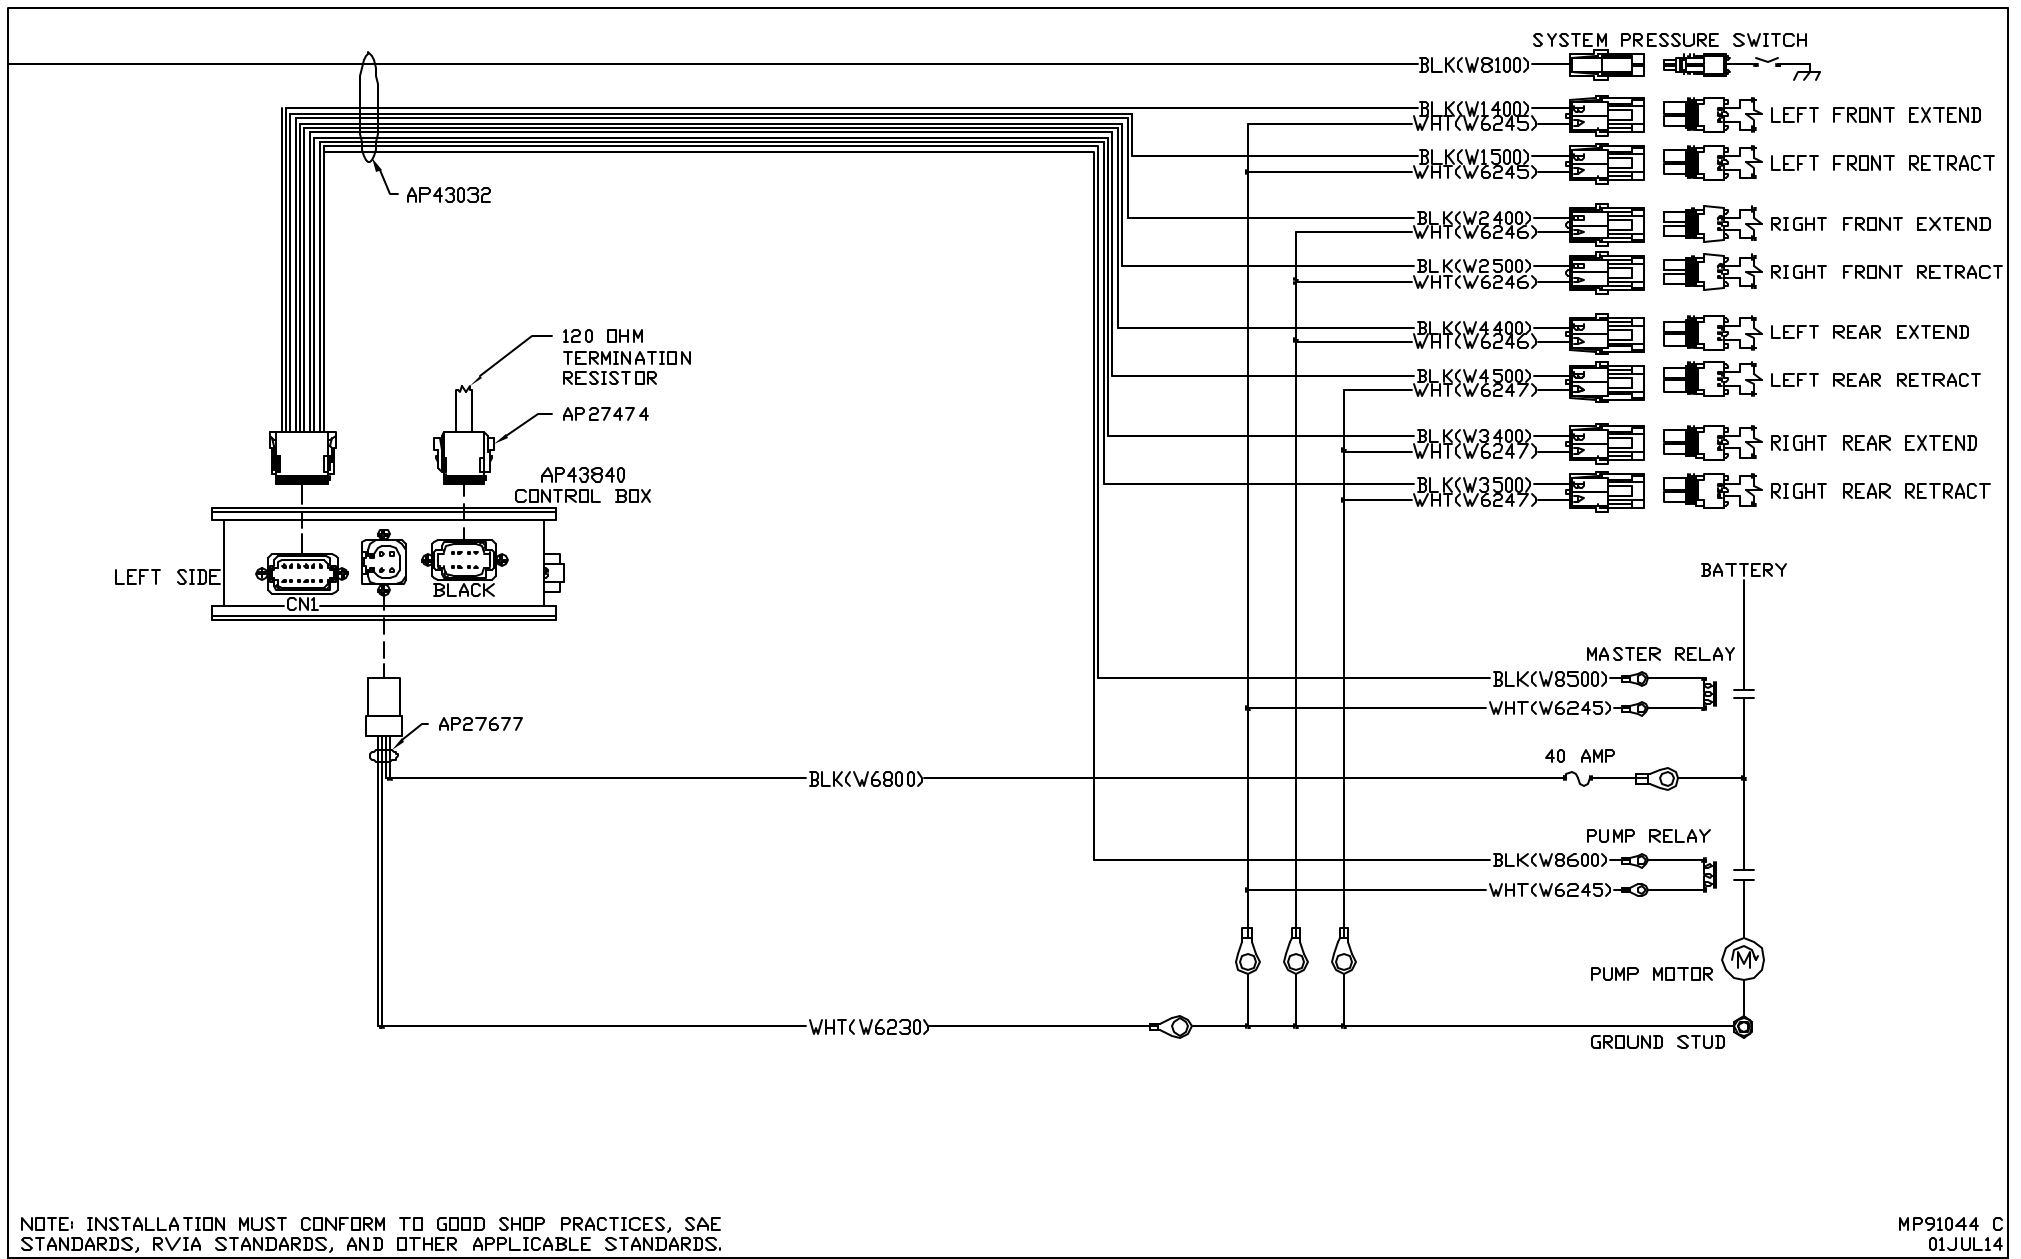 SYSTEM PRESSURE SWITCH
BLK(W8100)
BLK(W1400)
WHT(W6245)
LEFT FRONT EXTEND
BLK(W1500)
WHT(W6245)
LEFT FRONT RETRACT
AP43032
BLK(W2400)
WHT(W6246)
RIGHT FRONT EXTEND
BLK(W2500)
WHT(W6246)
RIGHT FRONT RETRACT
120 OHM
TERMINATION
RESISTOR
BLK(W4400)
WHT(W6246)
LEFT REAR EXTEND
BLK(W4500)
WHT(W6247)
LEFT REAR RETRACT
AP27474
BLK(W3400)
WHT(W6247)
RIGHT REAR EXTEND
AP43840
CONTROL BOX
BLK(W3500)
WHT(W6247)
RIGHT REAR RETRACT
LEFT SIDE
CN1
BLACK
BATTERY
MASTER RELAY
BLK(W8500)
WHT(W6245)
AP27677
40 AMP
BLK(W6800)
PUMP RELAY
BLK(W8600)
WHT(W6245)
M
PUMP MOTOR
WHT(W6230)
GROUND STUD
NOTE: INSTALLATION MUST CONFORM TO GOOD SHOP PRACTICES, SAE
STANDARDS, RVIA STANDARDS, AND OTHER APPLICABLE STANDARDS.
MP91044 C
01JUL14